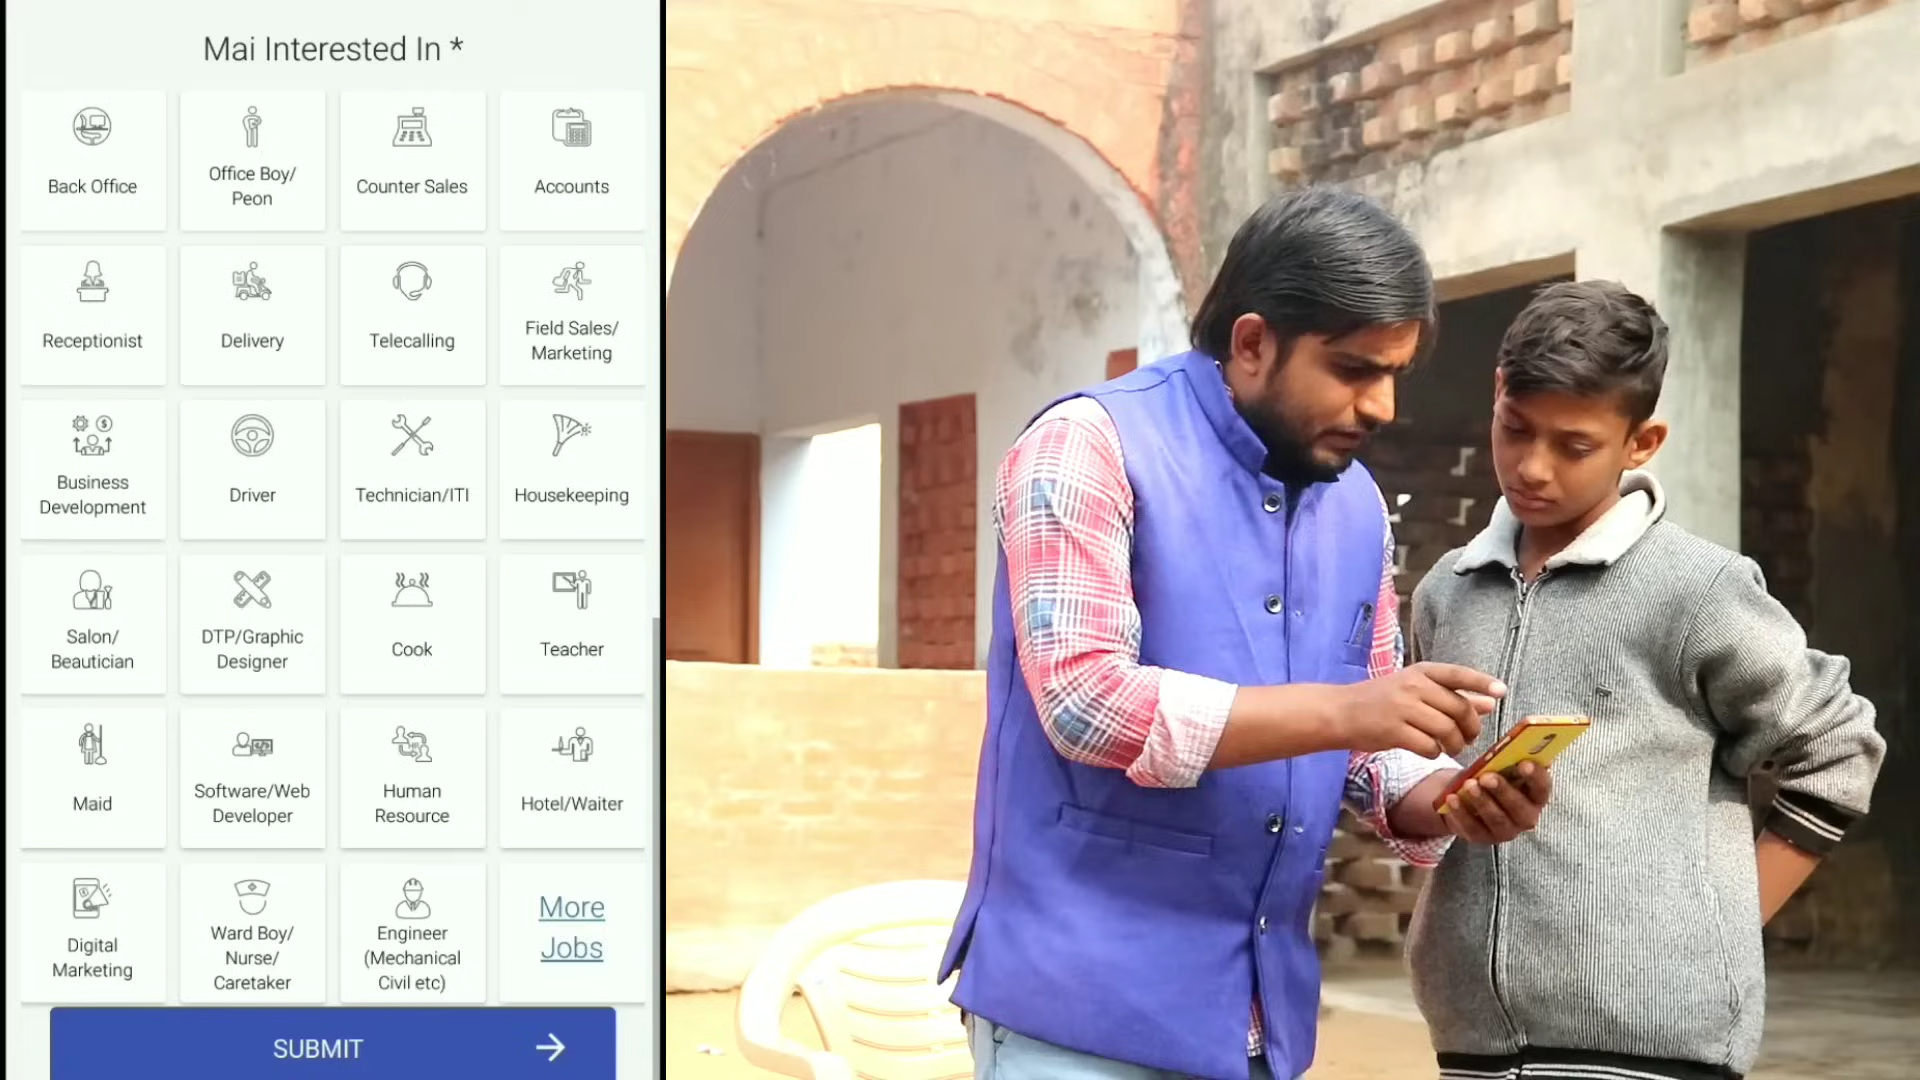 Mai Interested In *
Back Office
Office Boy/
Peon
Counter Sales
Accounts
Receptionist
Delivery
Telecalling
Field Sales/
Marketing
Business
Development
Driver
Technician/ITI
Housekeeping
Salon/
Beautician
DTP/Graphic
Designer
Cook
Teacher
Maid
Software/Web
Developer
Human
Resource
Hotel/Waiter
Digital
Marketing
Ward Boy/
Nurse/
Caretaker
Engineer
(Mechanical
Civil etc)
More
Jobs
SUBMIT